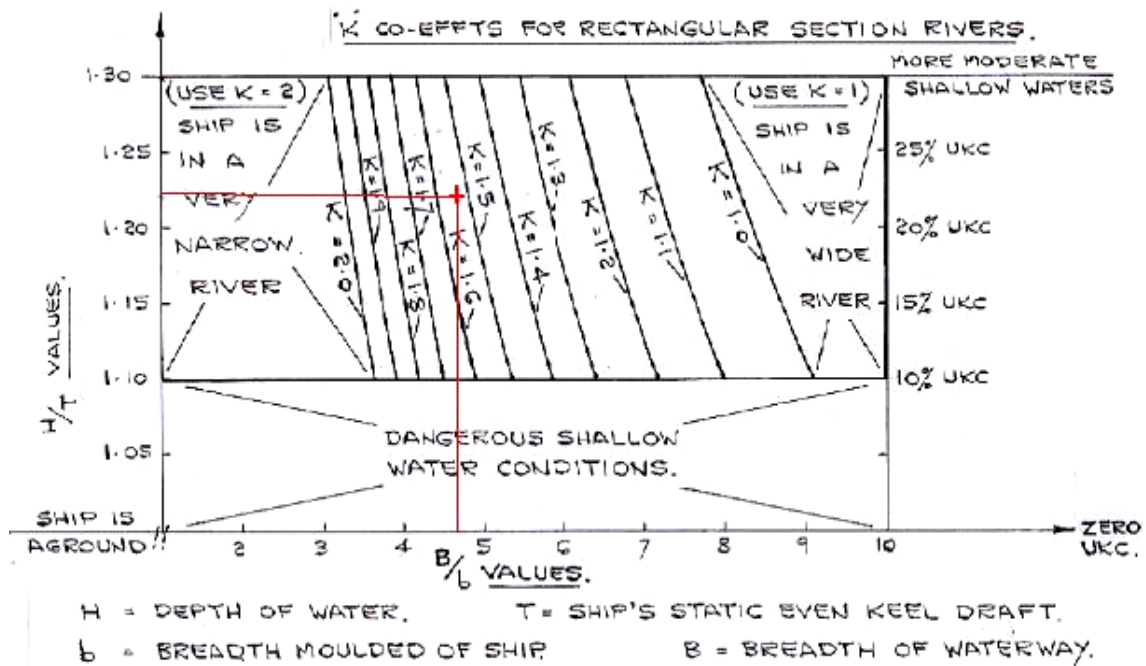 'K' CO-EFFTS FOR RECTANGULAR SECTION RIVERS.
MORE MODERATE
SHALLOW WATERS
1.30
(USE K = 2)
SHIP IS
IN A
VERY
NARROW
RIVER
(USE K = 1)
SHIP IS
IN A
VERY
WIDE
RIVER
1.25
25% UKC
1.20
20% UKC
1.15
15% UKC
1.10
10% UKC
1.05
K = 2.0
K = 1.9
K = 1.8
K = 1.7
K = 1.6
K = 1.5
K = 1.4
K = 1.3
K = 1.2
K = 1.1
K = 1.0
H/T VALUES.
DANGEROUS SHALLOW
WATER CONDITIONS.
SHIP IS
AGROUND
2 3 4 5 6 7 8 9 10
ZERO
UKC.
B/b VALUES.
H = DEPTH OF WATER. T = SHIP'S STATIC EVEN KEEL DRAFT.
b = BREADTH MOULDED OF SHIP. B = BREADTH OF WATERWAY.